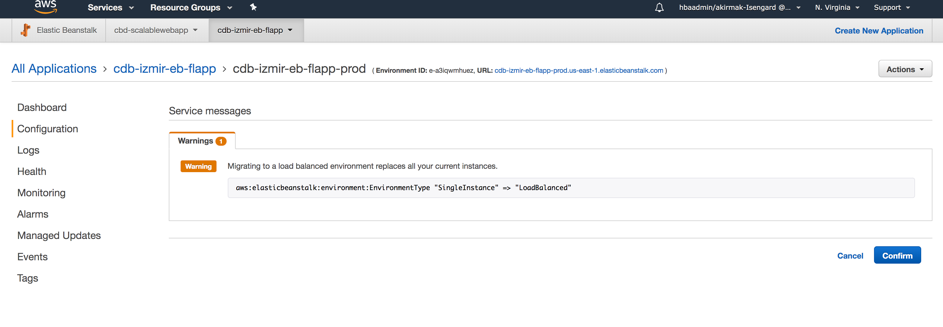 aws
Services
Resource Groups
hbaadmin/akirmak-Isengard @...
N. Virginia
Support
Elastic Beanstalk
cbd-scalablewebapp
cdb-izmir-eb-flapp
Create New Application
All Applications > cdb-izmir-eb-flapp > cdb-izmir-eb-flapp-prod ( Environment ID: e-a3iqwmhuez, URL: cdb-izmir-eb-flapp-prod.us-east-1.elasticbeanstalk.com )
Actions
Dashboard
Configuration
Logs
Health
Monitoring
Alarms
Managed Updates
Events
Tags
Service messages
Warnings 1
Warning Migrating to a load balanced environment replaces all your current instances.
aws:elasticbeanstalk:environment:EnvironmentType "SingleInstance" => "LoadBalanced"
Cancel
Confirm